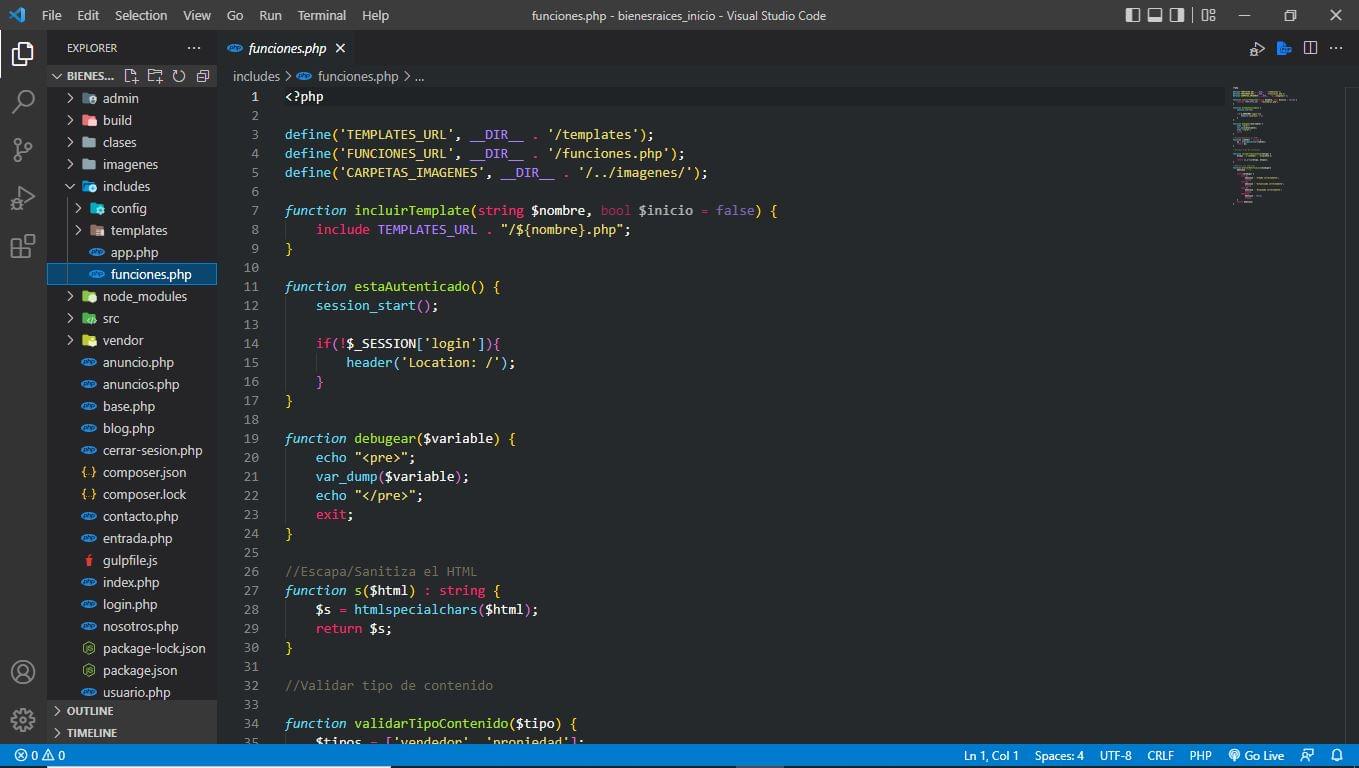 File Edit Selection View Go Run Terminal Help
funciones.php - bienesraices_inicio - Visual Studio Code
EXPLORER
BIENES...
admin
build
clases
imagenes
includes
config
templates
app.php
funciones.php
node_modules
src
vendor
anuncio.php
anuncios.php
base.php
blog.php
cerrar-sesion.php
composer.json
composer.lock
contacto.php
entrada.php
gulpfile.js
index.php
login.php
nosotros.php
package-lock.json
package.json
usuario.php
OUTLINE
TIMELINE
funciones.php
includes > funciones.php > ...
1 <?php
2
3 define('TEMPLATES_URL', __DIR__ . '/templates');
4 define('FUNCIONES_URL', __DIR__ . '/funciones.php');
5 define('CARPETAS_IMAGENES', __DIR__ . '/../imagenes/');
6
7 function incluirTemplate(string $nombre, bool $inicio = false) {
8     include TEMPLATES_URL . "/${nombre}.php";
9 }
10
11 function estaAutenticado() {
12     session_start();
13
14     if(!$_SESSION['login']){
15         header('Location: /');
16     }
17 }
18
19 function debugear($variable) {
20     echo "<pre>";
21     var_dump($variable);
22     echo "</pre>";
23     exit;
24 }
25
26 //Escapa/Sanitiza el HTML
27 function s($html) : string {
28     $s = htmlspecialchars($html);
29     return $s;
30 }
31
32 //Validar tipo de contenido
33
34 function validarTipoContenido($tipo) {
35     $tipos = ['vendedor', 'propiedad'];
0 0
Ln 1, Col 1 Spaces: 4 UTF-8 CRLF PHP Go Live